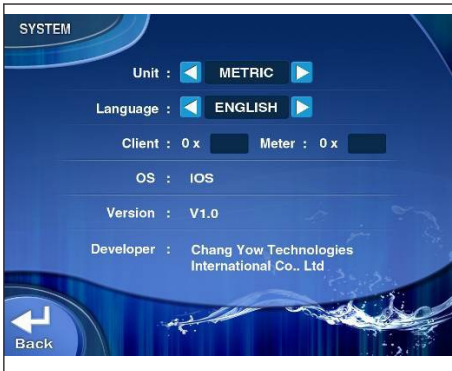 SYSTEM
Unit : METRIC
Language : ENGLISH
Client : 0 x Meter : 0 x
OS : IOS
Version : V1.0
Developer : Chang Yow Technologies
International Co.. Ltd
Back